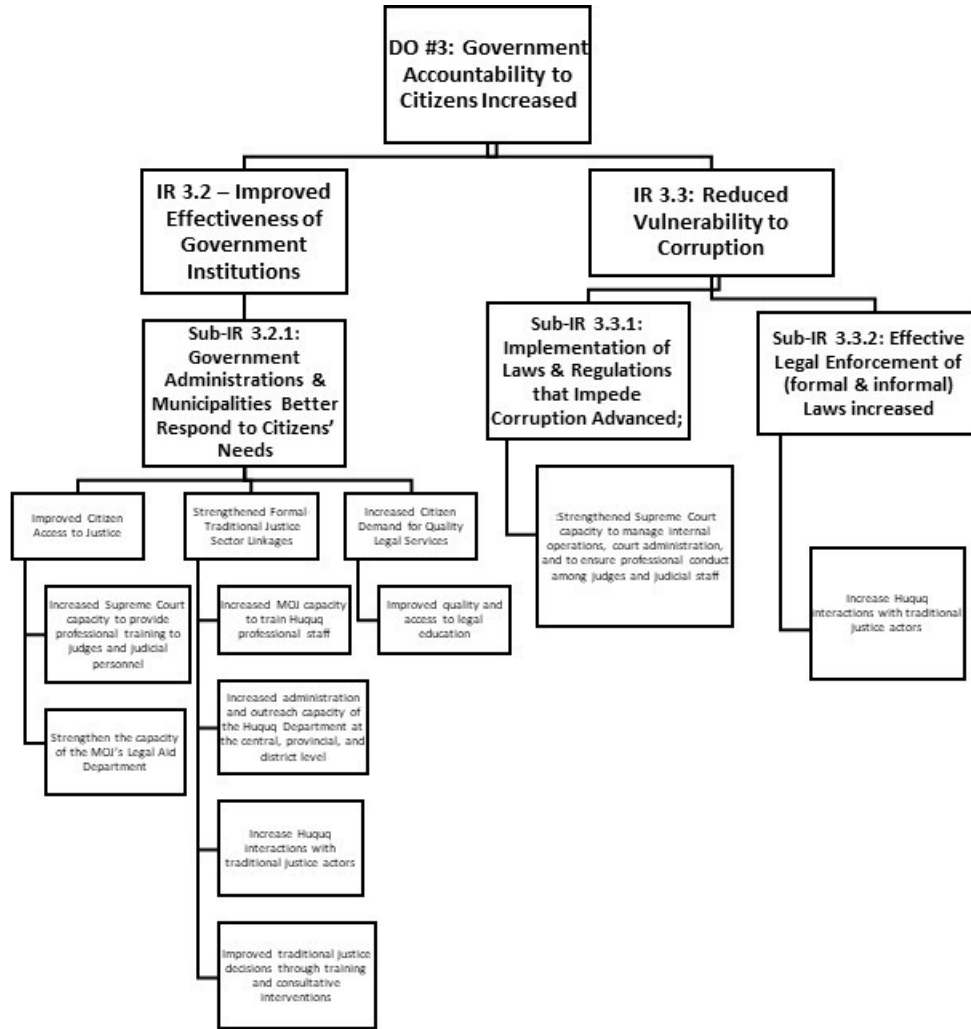 DO #3: Government
Accountability to
Citizens Increased
IR 3.2 – Improved
Effectiveness of
Government
Institutions
IR 3.3: Reduced
Vulnerability to
Corruption
Sub-IR 3.2.1:
Government
Administrations &
Municipalities Better
Respond to Citizens’
Needs
Sub-IR 3.3.1:
Implementation of
Laws & Regulations
that Impede
Corruption Advanced;
Sub-IR 3.3.2: Effective
Legal Enforcement of
(formal & informal)
Laws increased
Improved Citizen
Access to Justice
Increased Supreme Court
capacity to provide
professional training to
judges and judicial
personnel
Strengthen the capacity
of the MOJ’s Legal Aid
Department
Strengthened Formal-
Traditional Justice
Sector Linkages
Increased MOJ capacity
to train Huquq
professional staff
Increased administration
and outreach capacity of
the Huquq Department at
the central, provincial, and
district level
Increase Huquq
interactions with
traditional justice actors
Improved traditional justice
decisions through training
and consultative
interventions
Increased Citizen
Demand for Quality
Legal Services
Improved quality and
access to legal
education
:Strengthened Supreme Court
capacity to manage internal
operations, court administration,
and to ensure professional conduct
among judges and judicial staff
Increase Huquq
interactions with traditional
justice actors